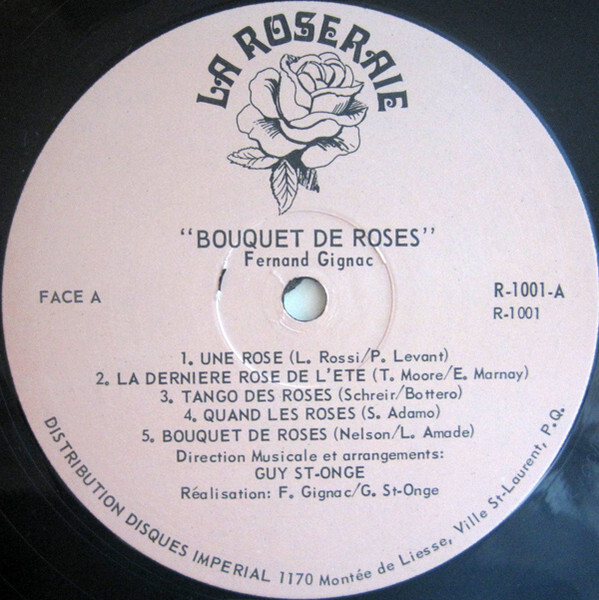 LA ROSERAIE
"BOUQUET DE ROSES"
Fernand Gignac
FACE A
R-1001-A
R-1001
1. UNE ROSE (L. Rossi/P. Levant)
2. LA DERNIERE ROSE DE L'ETE (T. Moore/E. Marnay)
3. TANGO DES ROSES (Schreir/Bottero)
4. QUAND LES ROSES (S. Adamo)
5. BOUQUET DE ROSES (Nelson/L. Amade)
Direction Musicale et arrangements:
GUY ST-ONGE
Réalisation: F. Gignac/G. St-Onge
DISTRIBUTION DISQUES IMPERIAL 1170 Montée de Liesse, Ville St-Laurent, P.Q.